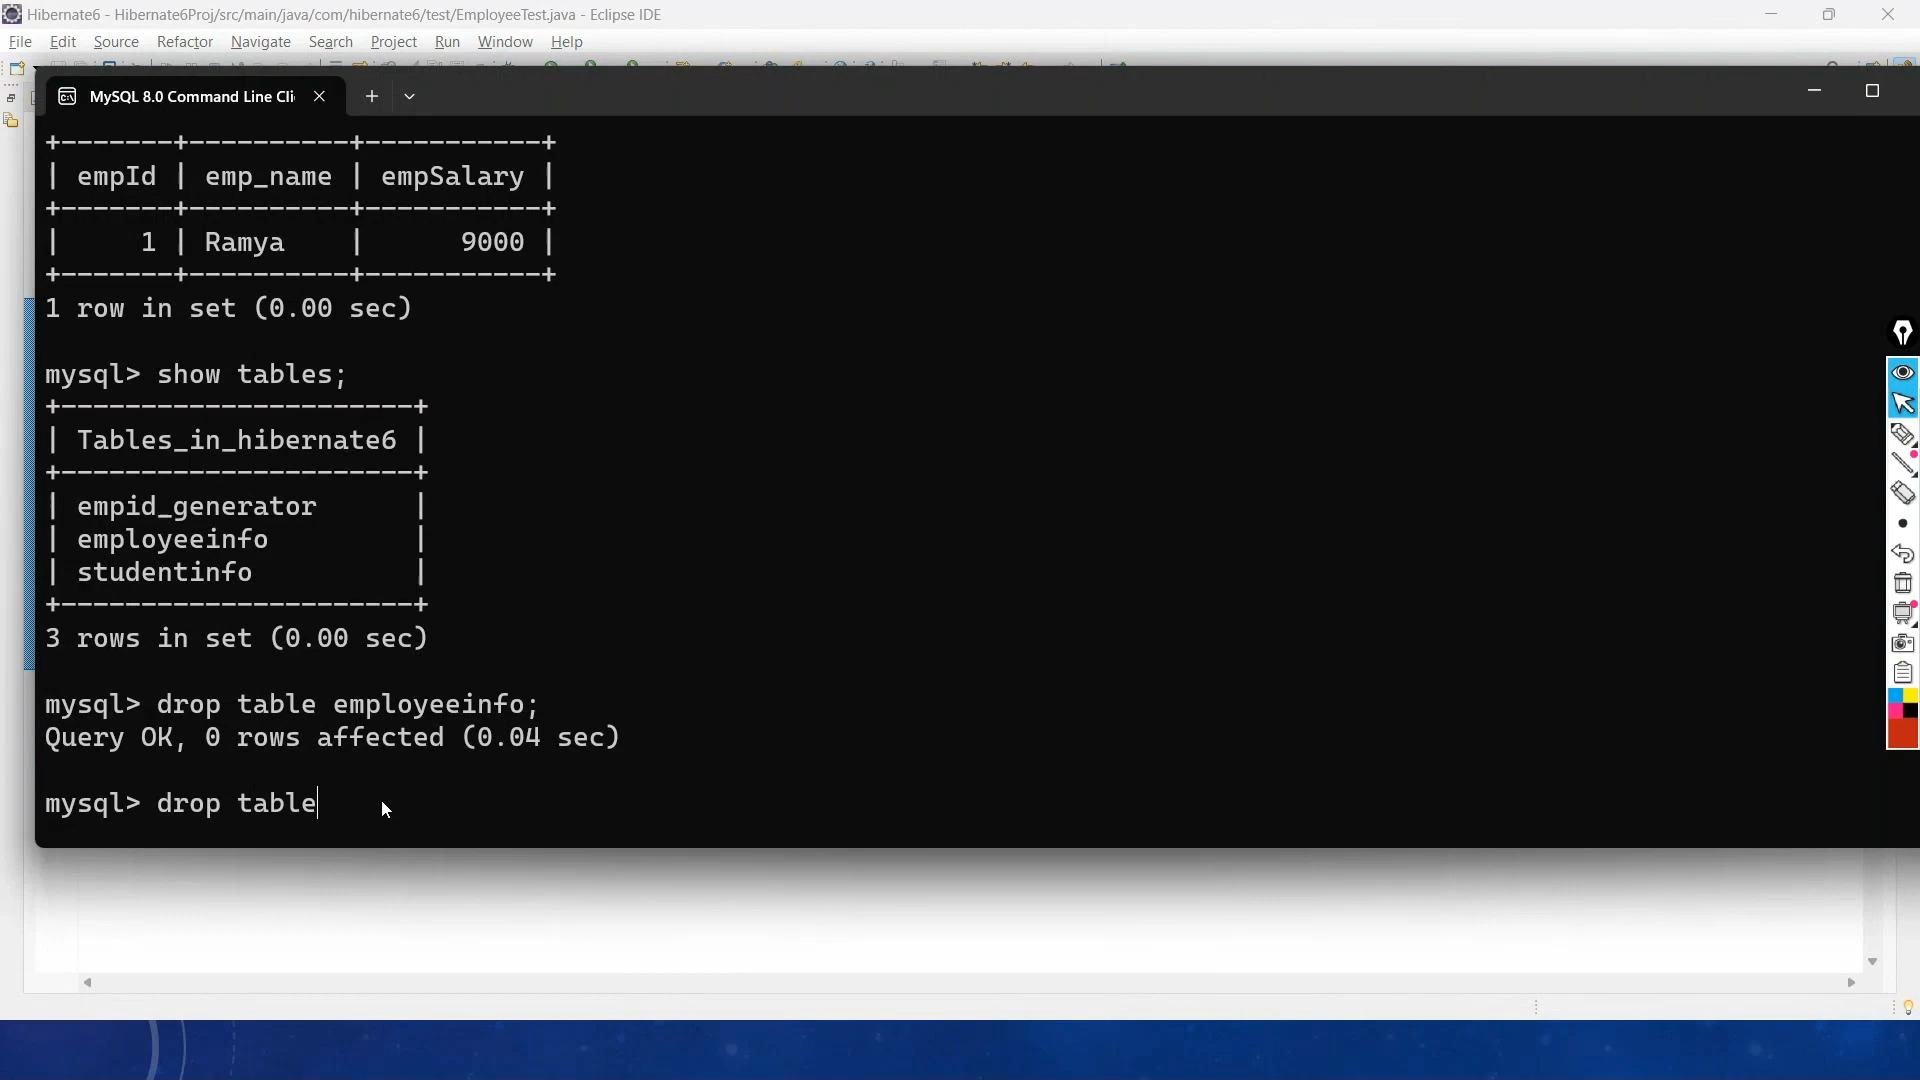 Hibernate6 - Hibernate6Proj/src/main/java/com/hibernate6/test/EmployeeTest.java - Eclipse IDE
File Edit Source Refactor Navigate Search Project Run Window Help
MySQL 8.0 Command Line Cli
+-------+----------+-----------+
| empId | emp_name | empSalary |
+-------+----------+-----------+
|     1 | Ramya    |      9000 |
+-------+----------+-----------+
1 row in set (0.00 sec)
mysql> show tables;
+----------------------+
| Tables_in_hibernate6 |
+----------------------+
| empid_generator      |
| employeeinfo         |
| studentinfo          |
+----------------------+
3 rows in set (0.00 sec)
mysql> drop table employeeinfo;
Query OK, 0 rows affected (0.04 sec)
mysql> drop table